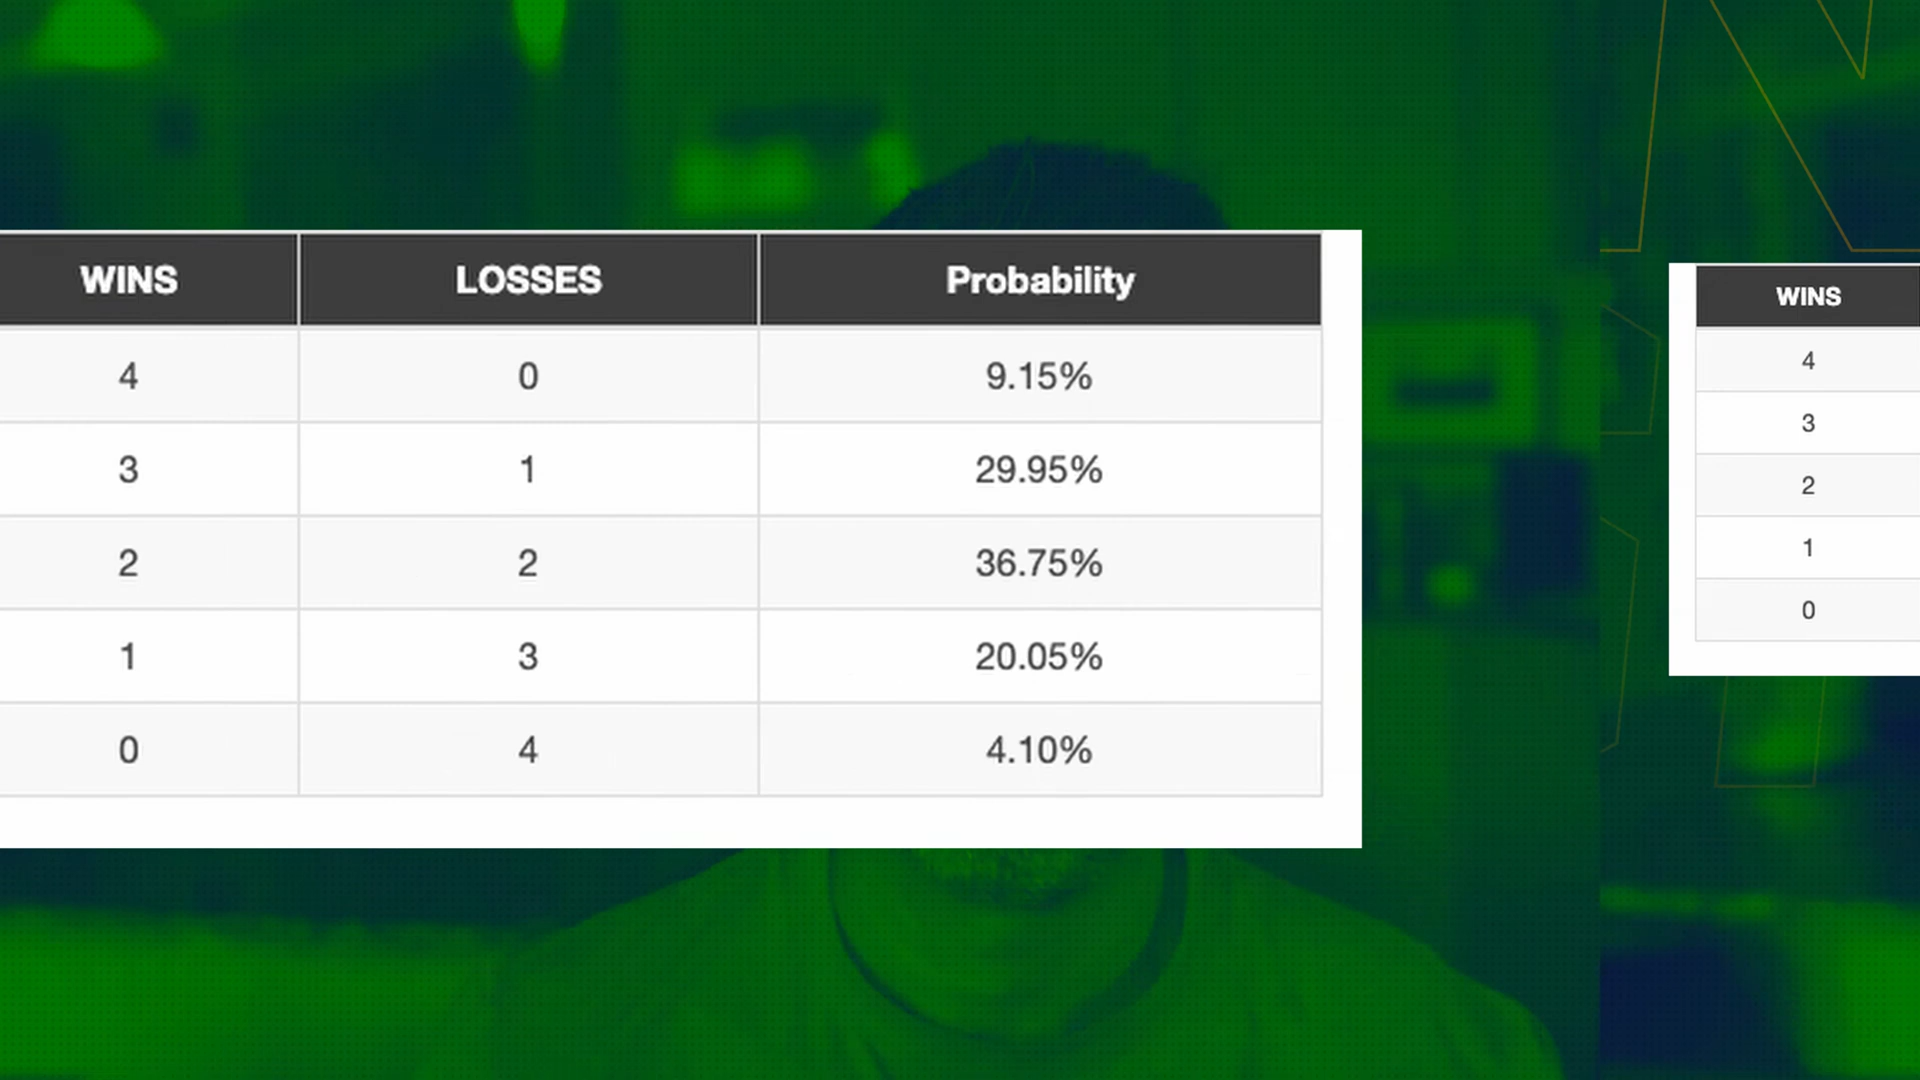 WINS LOSSES Probability
4 0 9.15%
3 1 29.95%
2 2 36.75%
1 3 20.05%
0 4 4.10%
WINS
4
3
2
1
0